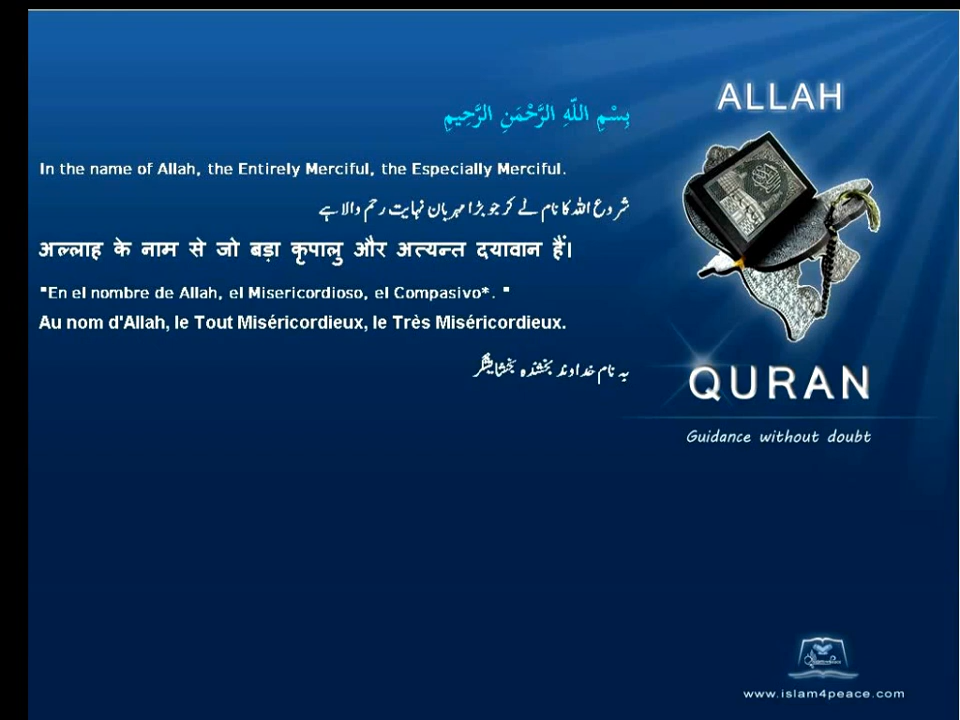 بِسْمِ اللّهِ الرَّحْمَنِ الرَّحِيمِ
In the name of Allah, the Entirely Merciful, the Especially Merciful.
شروع الله کا نام لے کر جو بڑا مہربان نہایت رحم والا ہے
अल्लाह के नाम से जो बड़ा कृपालु और अत्यन्त दयावान हैं।
"En el nombre de Allah, el Misericordioso, el Compasivo*. "
Au nom d'Allah, le Tout Miséricordieux, le Très Miséricordieux.
به نام خداوند بخشنده بخشایشگر
ALLAH
QURAN
Guidance without doubt
www.islam4peace.com